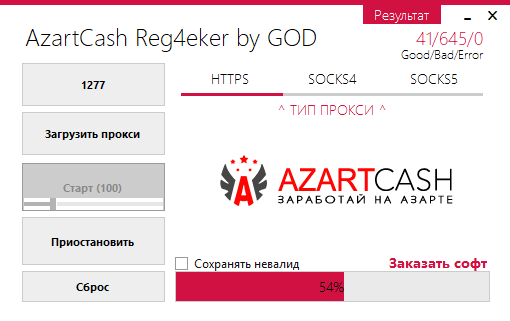 Результат
AzartCash Reg4eker by GOD
41/645/0
Good/Bad/Error
1277
HTTPS SOCKS4 SOCKS5
^ ТИП ПРОКСИ ^
Загрузить прокси
Старт (100)
AZARTCASH
ЗАРАБОТАЙ НА АЗАРТЕ
Приостановить
Сохранять невалид
Заказать софт
Сброс
54%